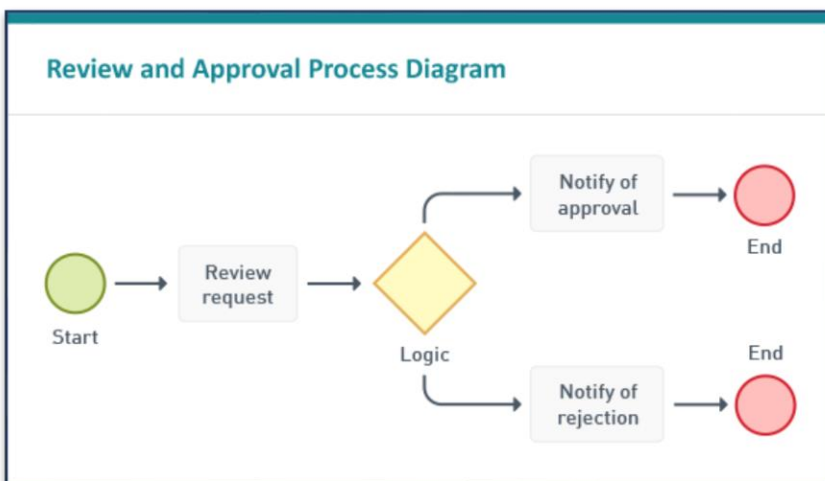 Review and Approval Process Diagram
Notify of
approval
End
Review
request
Start
Logic
End
Notify of
rejection